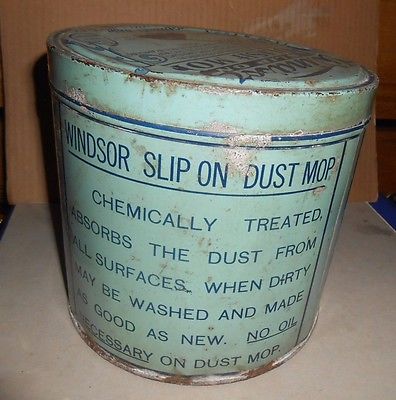 WINDSOR SLIP ON DUST MOP
CHEMICALLY TREATED.
ABSORBS THE DUST FROM
ALL SURFACES. WHEN DIRTY
MAY BE WASHED AND MADE
AS GOOD AS NEW. NO OIL
NECESSARY ON DUST MOP.